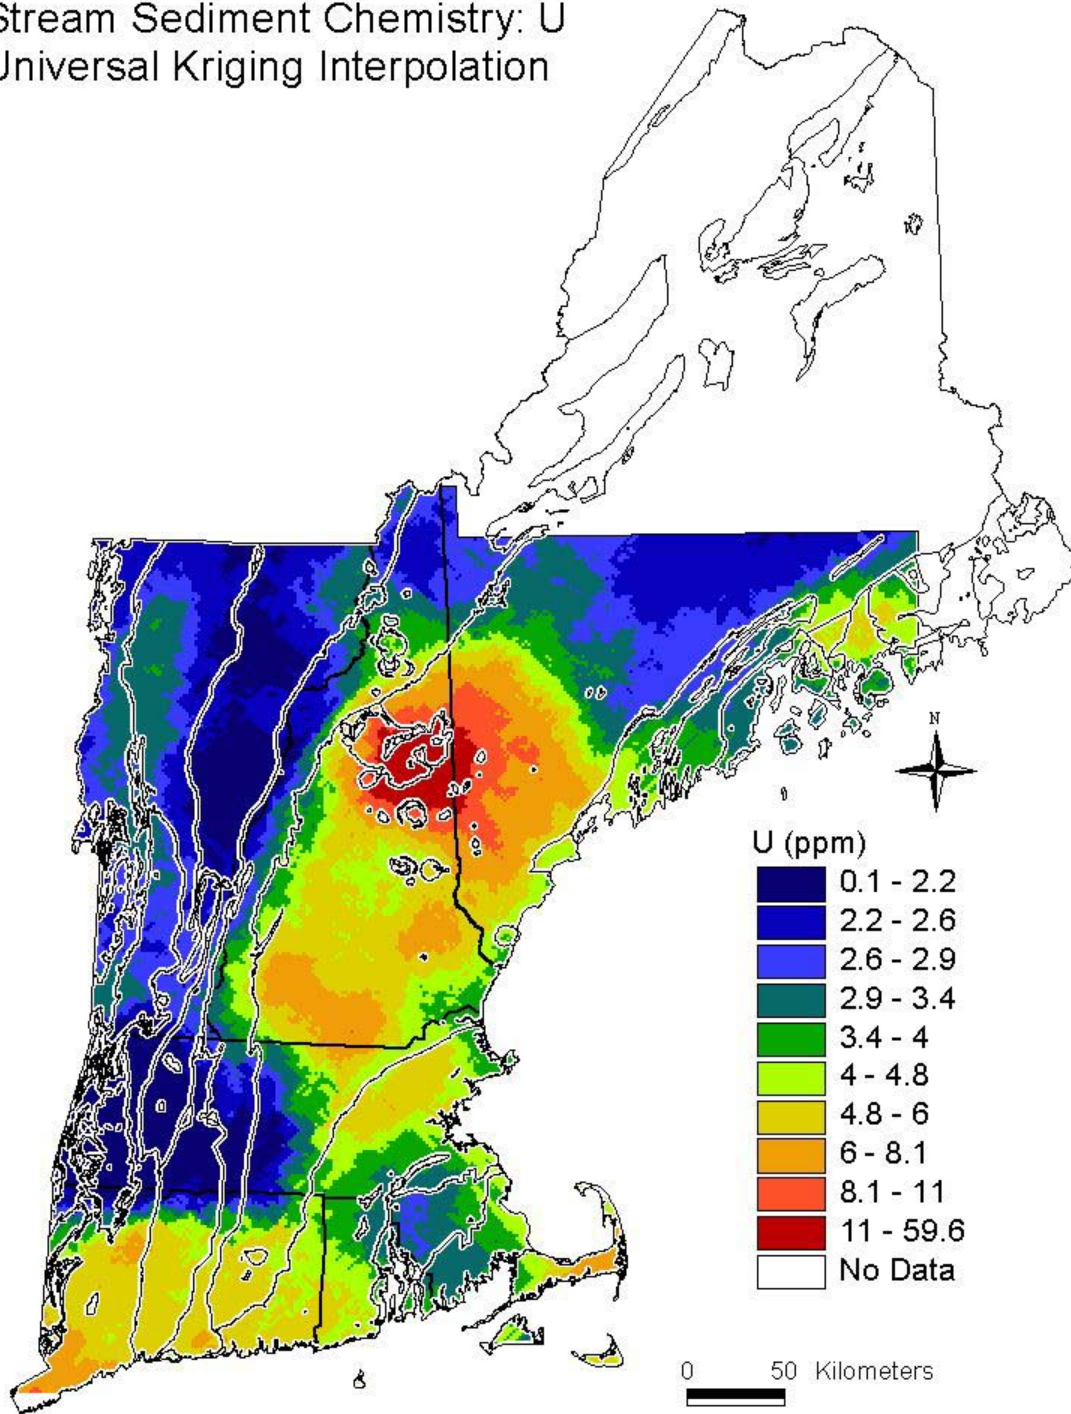 Stream Sediment Chemistry: U
Universal Kriging Interpolation
N
U (ppm)
0.1 - 2.2
2.2 - 2.6
2.6 - 2.9
2.9 - 3.4
3.4 - 4
4 - 4.8
4.8 - 6
6 - 8.1
8.1 - 11
11 - 59.6
No Data
0 50 Kilometers